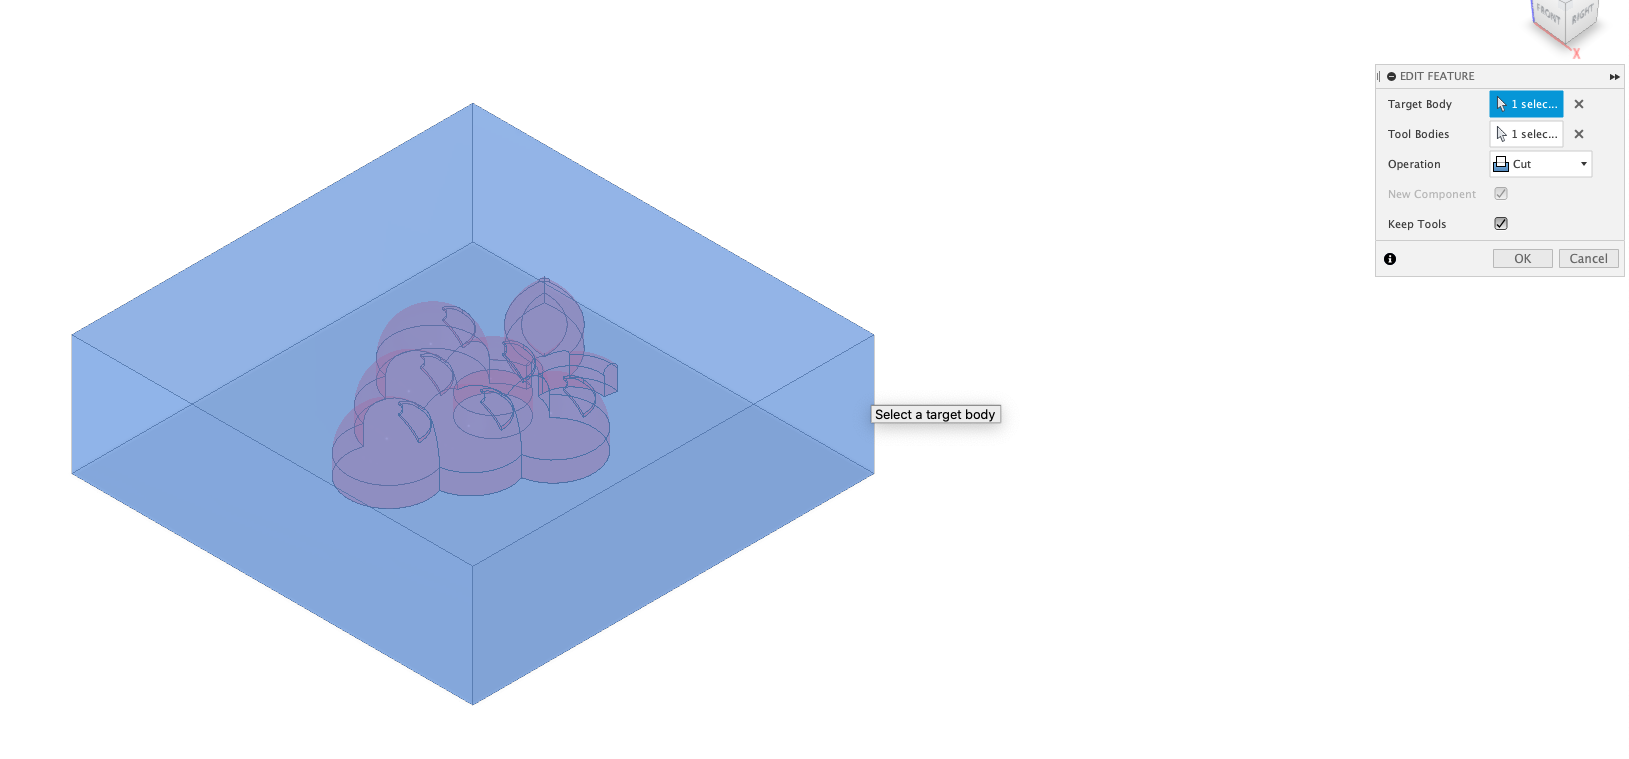 FRONT
RIGHT
X
EDIT FEATURE
Target Body
1 selec...
Tool Bodies
1 selec...
Operation
Cut
New Component
Keep Tools
OK
Cancel
Select a target body